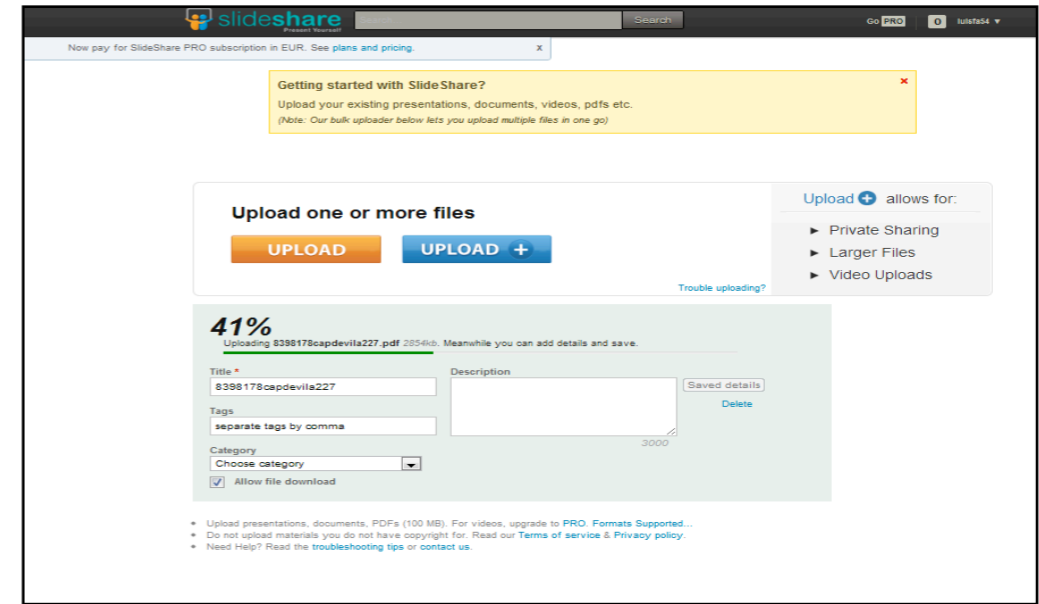 slideshare
Present Yourself
Search...
Search
Go PRO
0
luisfa54
Now pay for SlideShare PRO subscription in EUR. See plans and pricing.
x
Getting started with SlideShare?
Upload your existing presentations, documents, videos, pdfs etc.
(Note: Our bulk uploader below lets you upload multiple files in one go)
Upload one or more files
UPLOAD
UPLOAD +
Trouble uploading?
Upload + allows for:
► Private Sharing
► Larger Files
► Video Uploads
41%
Uploading 8398178capdevila227.pdf 2854kb. Meanwhile you can add details and save.
Title *
8398178capdevila227
Tags
separate tags by comma
Category
Choose category
Allow file download
Description
3000
Saved details
Delete
• Upload presentations, documents, PDFs (100 MB). For videos, upgrade to PRO. Formats Supported...
• Do not upload materials you do not have copyright for. Read our Terms of service & Privacy policy.
• Need Help? Read the troubleshooting tips or contact us.